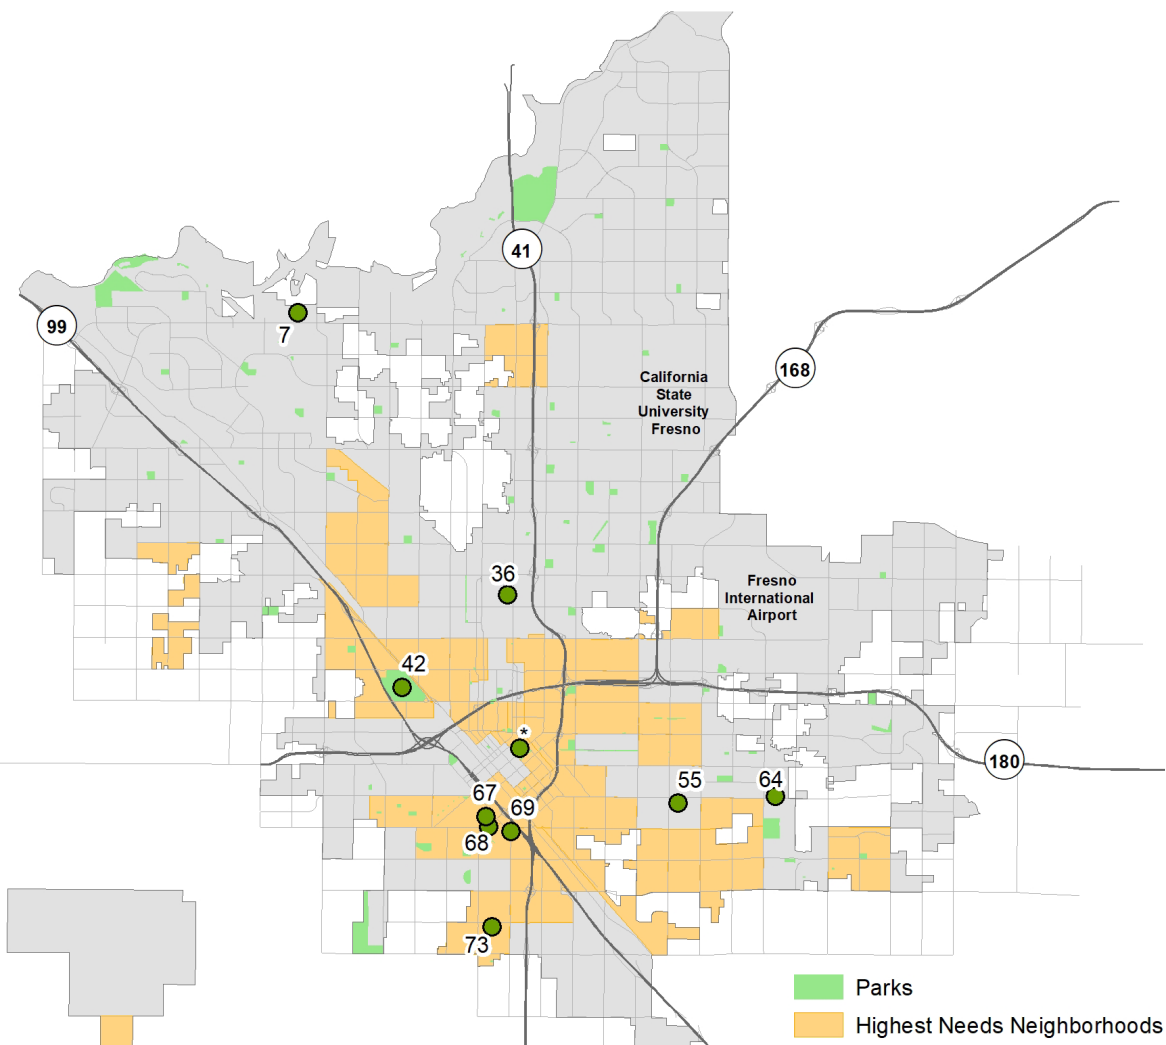 41
7
99
168
California
State
University
Fresno
36
Fresno
International
Airport
42
*
180
55
64
67
69
68
73
Parks
Highest Needs Neighborhoods